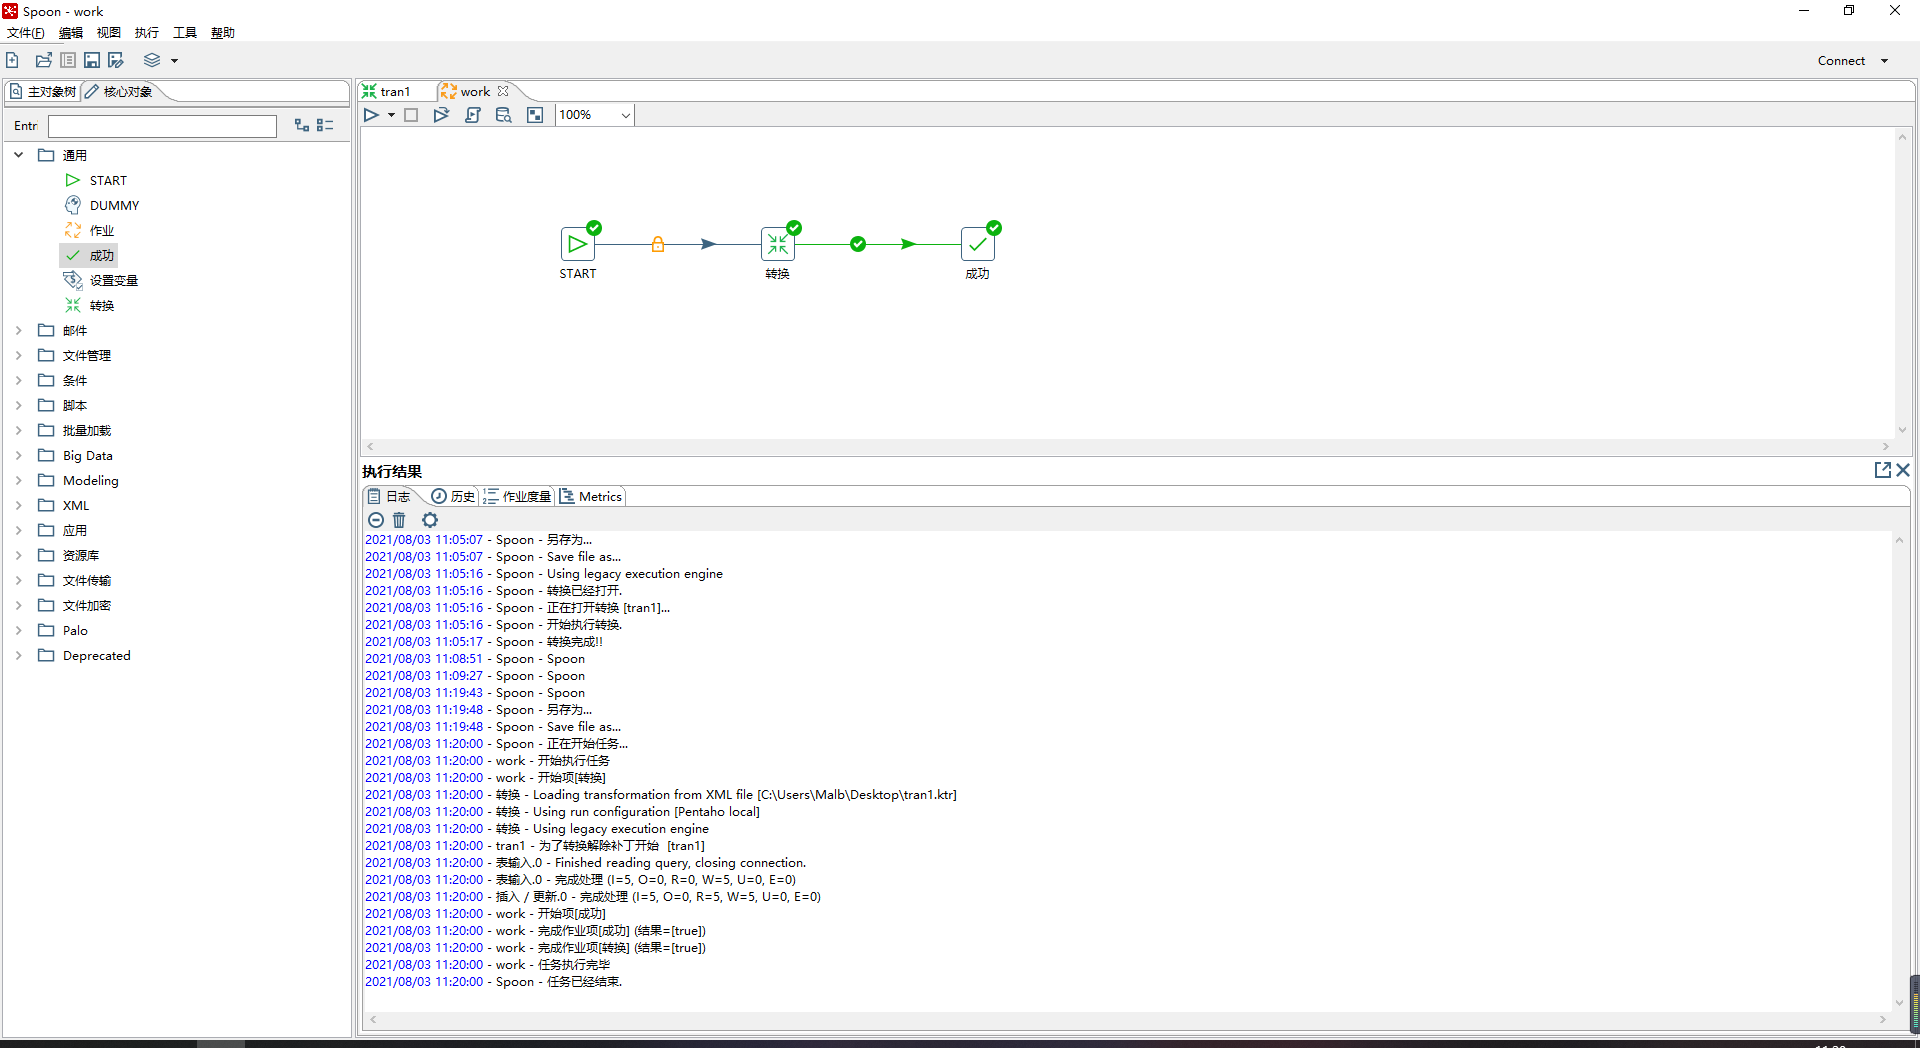 Spoon - work
文件(F) 编辑 视图 执行 工具 帮助
Connect
主对象树 核心对象
Entr
通用
START
DUMMY
作业
成功
设置变量
转换
邮件
文件管理
条件
脚本
批量加载
Big Data
Modeling
XML
应用
资源库
文件传输
文件加密
Palo
Deprecated
tran1 work
100%
START 转换 成功
执行结果
日志 历史 作业度量 Metrics
2021/08/03 11:05:07 - Spoon - 另存为...
2021/08/03 11:05:07 - Spoon - Save file as...
2021/08/03 11:05:16 - Spoon - Using legacy execution engine
2021/08/03 11:05:16 - Spoon - 转换已经打开.
2021/08/03 11:05:16 - Spoon - 正在打开转换 [tran1]...
2021/08/03 11:05:16 - Spoon - 开始执行转换.
2021/08/03 11:05:17 - Spoon - 转换完成!!
2021/08/03 11:08:51 - Spoon - Spoon
2021/08/03 11:09:27 - Spoon - Spoon
2021/08/03 11:19:43 - Spoon - Spoon
2021/08/03 11:19:48 - Spoon - 另存为...
2021/08/03 11:19:48 - Spoon - Save file as...
2021/08/03 11:20:00 - Spoon - 正在开始任务...
2021/08/03 11:20:00 - work - 开始执行任务
2021/08/03 11:20:00 - work - 开始项[转换]
2021/08/03 11:20:00 - 转换 - Loading transformation from XML file [C:\Users\Malb\Desktop\tran1.ktr]
2021/08/03 11:20:00 - 转换 - Using run configuration [Pentaho local]
2021/08/03 11:20:00 - 转换 - Using legacy execution engine
2021/08/03 11:20:00 - tran1 - 为了转换解除补丁开始  [tran1]
2021/08/03 11:20:00 - 表输入.0 - Finished reading query, closing connection.
2021/08/03 11:20:00 - 表输入.0 - 完成处理 (I=5, O=0, R=0, W=5, U=0, E=0)
2021/08/03 11:20:00 - 插入 / 更新.0 - 完成处理 (I=5, O=0, R=5, W=5, U=0, E=0)
2021/08/03 11:20:00 - work - 开始项[成功]
2021/08/03 11:20:00 - work - 完成作业项[成功] (结果=[true])
2021/08/03 11:20:00 - work - 完成作业项[转换] (结果=[true])
2021/08/03 11:20:00 - work - 任务执行完毕
2021/08/03 11:20:00 - Spoon - 任务已经结束.